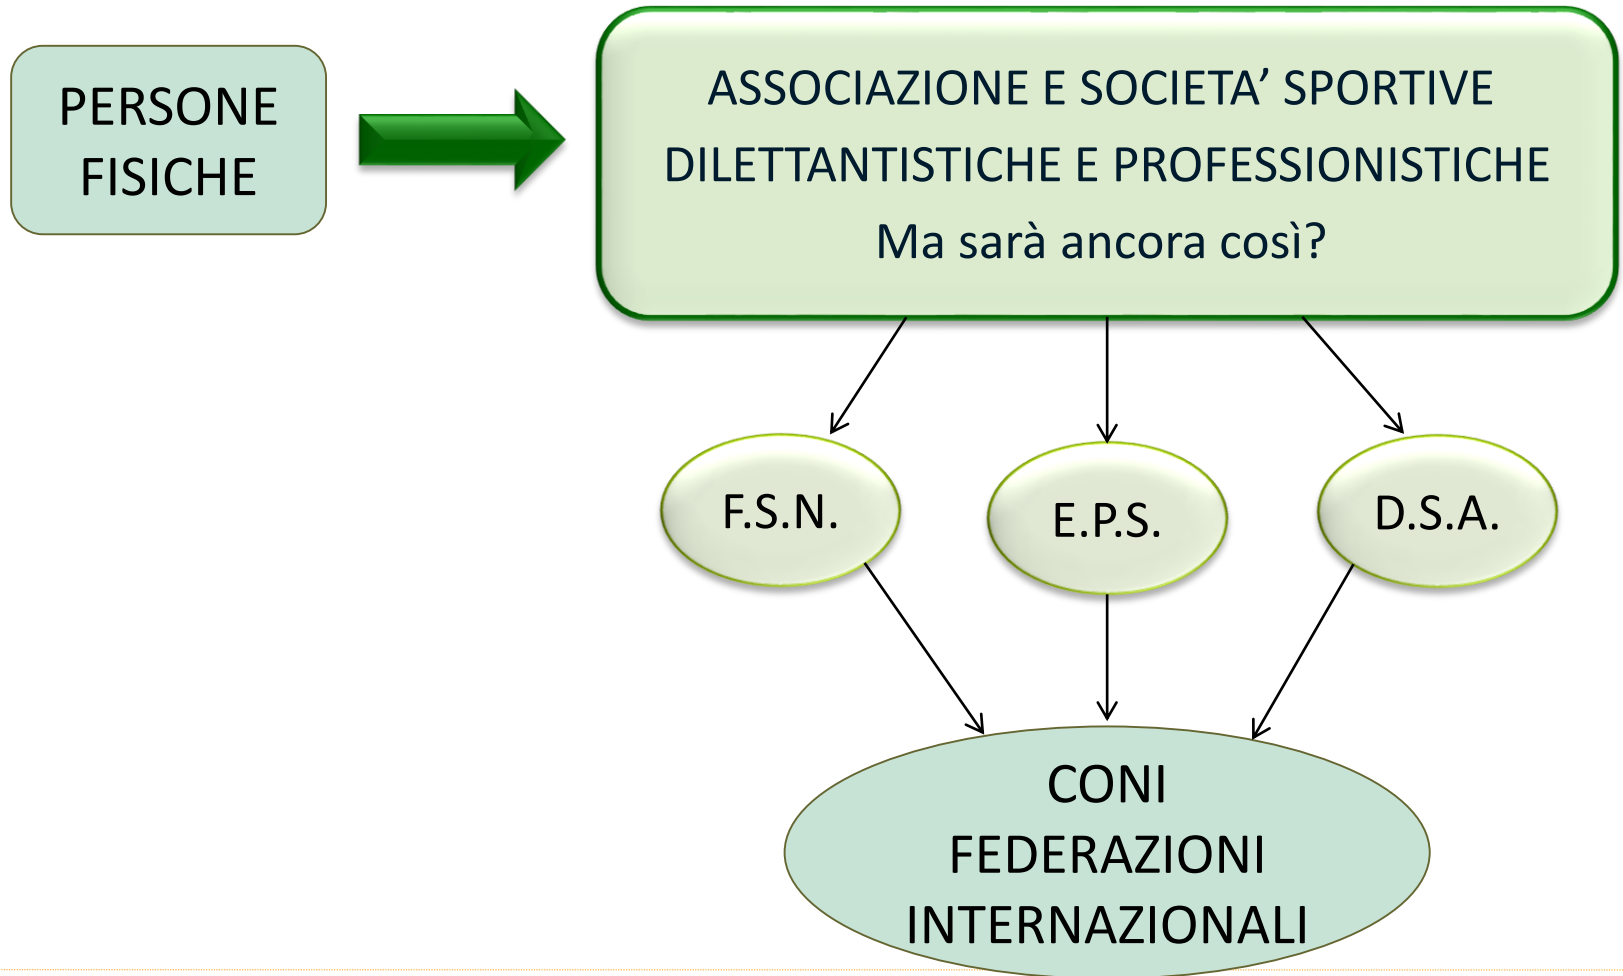 PERSONE
FISICHE
ASSOCIAZIONE E SOCIETA’ SPORTIVE
DILETTANTISTICHE E PROFESSIONISTICHE
Ma sarà ancora così?
F.S.N.
E.P.S.
D.S.A.
CONI
FEDERAZIONI
INTERNAZIONALI